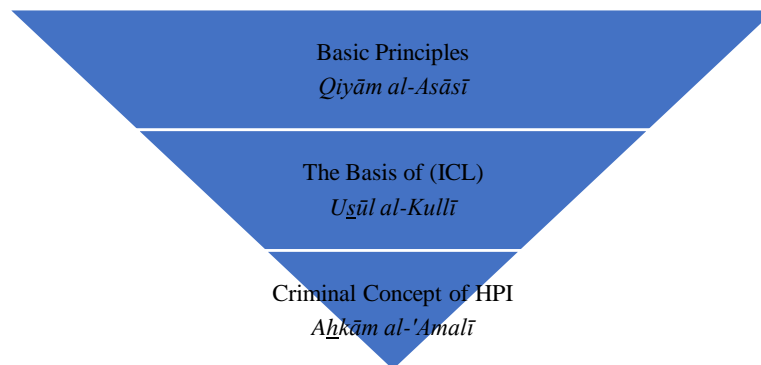 Basic Principles
Qiyām al-Asāsī
The Basis of (ICL)
Us̲ūl al-Kullī
Criminal Concept of HPI
Ah̲kām al-'Amalī